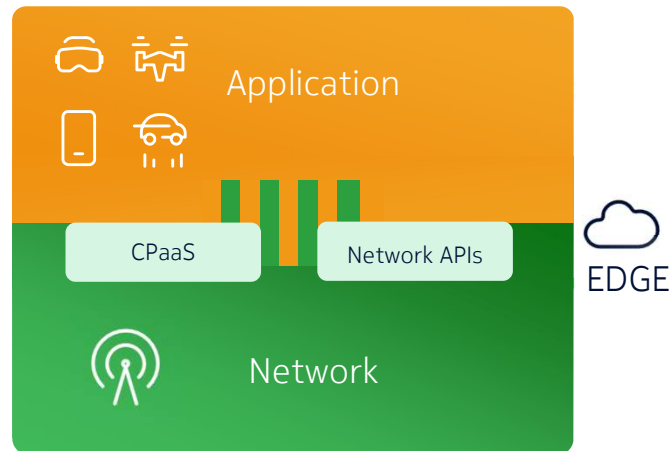 Application
CPaaS
Network APIs
EDGE
Network